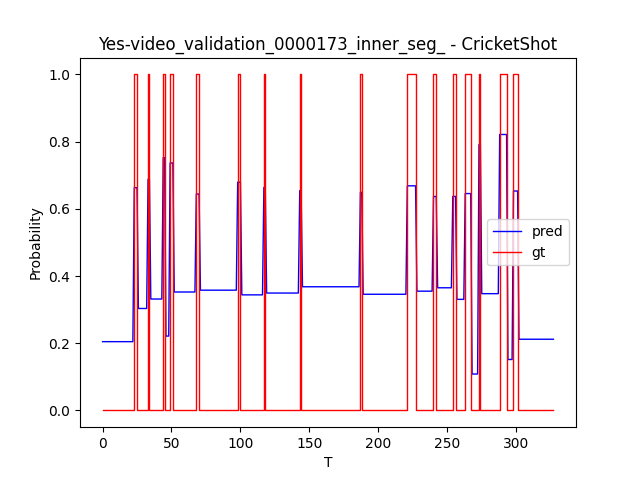 Yes-video_validation_0000173_inner_seg_ - CricketShot
1.0
0.8
0.6
0.4
0.2
0.0
Probability
pred
gt
0 50 100 150 200 250 300
T